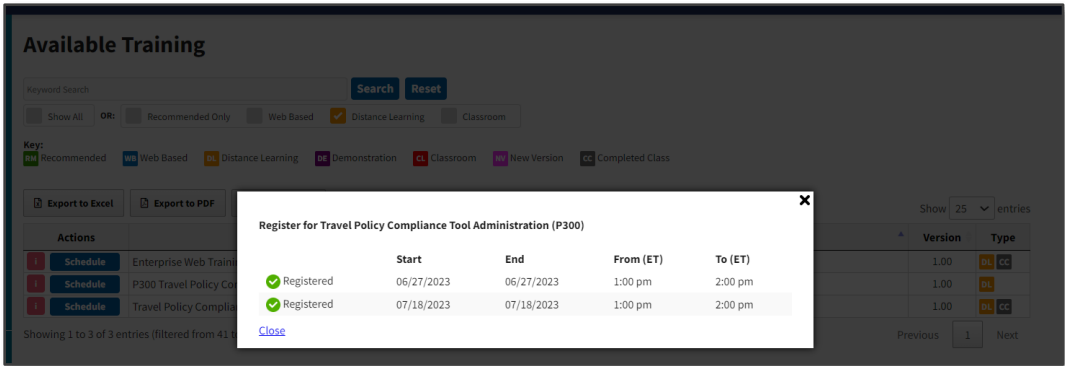 Available Training
Keyword Search Search Reset
Show All OR: Recommended Only Web Based Distance Learning Classroom
Key:
RM Recommended WB Web Based DL Distance Learning DE Demonstration CL Classroom NV New Version CC Completed Class
Export to Excel Export to PDF
Show 25 entries
Register for Travel Policy Compliance Tool Administration (P300)
Start End From (ET) To (ET)
Registered 06/27/2023 06/27/2023 1:00 pm 2:00 pm
Registered 07/18/2023 07/18/2023 1:00 pm 2:00 pm
Close
Actions Version Type
i Schedule Enterprise Web 1.00 DL CC
i Schedule P300 Travel Policy 1.00 DL
i Schedule Travel Policy 1.00 DL CC
Showing 1 to 3 of 3 entries (filtered from 41
Previous 1 Next